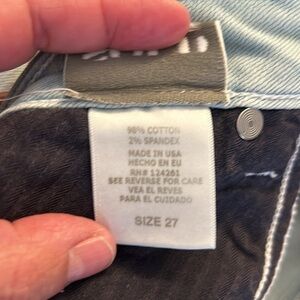 98% COTTON
2% SPANDEX
MADE IN USA
HECHO EN EU
RN# 124261
SEE REVERSE FOR CARE
VEA EL REVES
PARA EL CUIDADO
SIZE 27